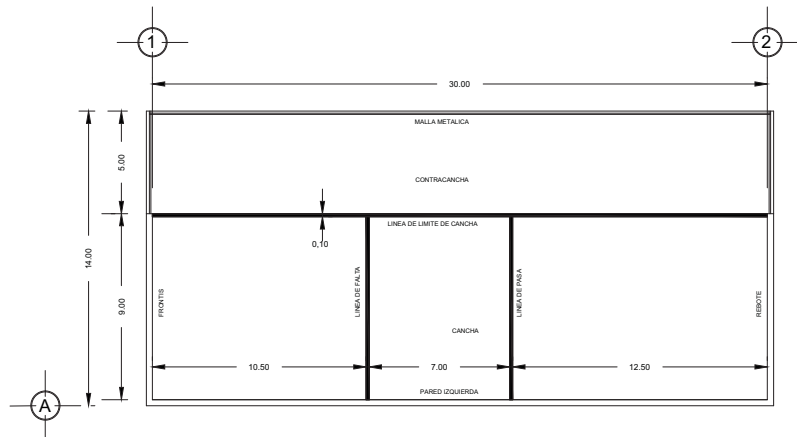 1
2
30.00
MALLA METALICA
5.00
CONTRACANCHA
LINEA DE LIMITE DE CANCHA
0,10
14.00
9.00
FRONTIS
LINEA DE FALTA
LINEA DE PASA
REBOTE
CANCHA
10.50
7.00
12.50
PARED IZQUIERDA
A